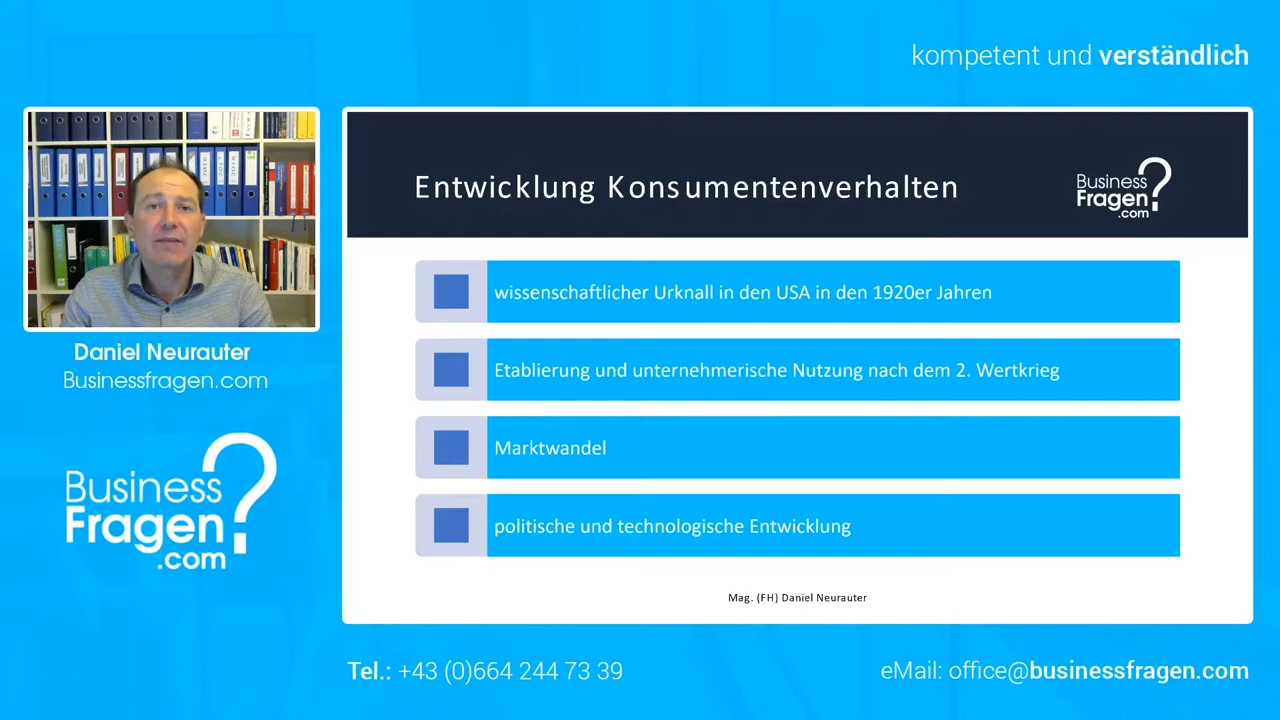 kompetent und verständlich
Entwicklung Konsumentenverhalten
Business
Fragen?
.com
wissenschaftlicher Urknall in den USA in den 1920er Jahren
Etablierung und unternehmerische Nutzung nach dem 2. Wertkrieg
Marktwandel
politische und technologische Entwicklung
Mag. (FH) Daniel Neurauter
Daniel Neurauter
Businessfragen.com
Business
Fragen?
.com
Tel.: +43 (0)664 244 73 39
eMail: office@businessfragen.com